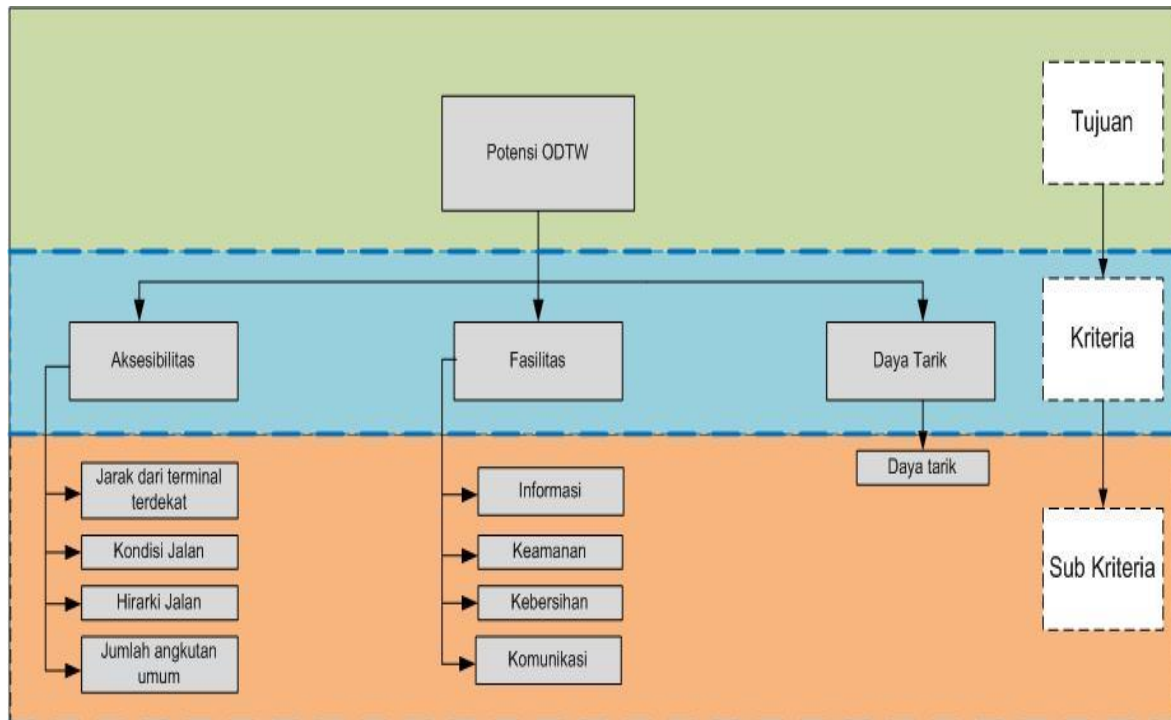 Tujuan
Potensi ODTW
Kriteria
Aksesibilitas
Fasilitas
Daya Tarik
Daya tarik
Jarak dari terminal
terdekat
Informasi
Kondisi Jalan
Keamanan
Sub Kriteria
Hirarki Jalan
Kebersihan
Jumlah angkutan
umum
Komunikasi